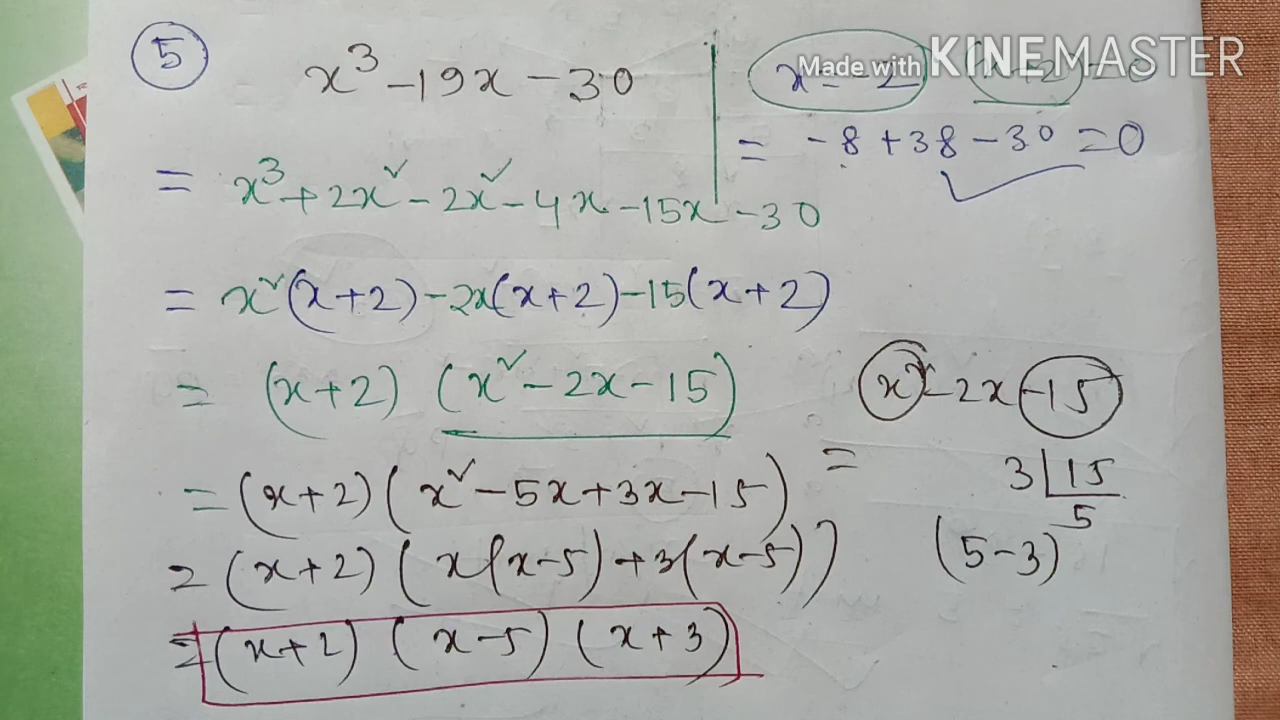 5
x³ - 19x - 30
x = -2
Made with KINEMASTER
= -8 + 38 - 30 = 0
= x³ + 2x² - 2x² - 4x - 15x - 30
= x²(x+2) - 2x(x+2) - 15(x+2)
= (x+2) (x² - 2x - 15)
x² - 2x - 15
= (x+2) (x² - 5x + 3x - 15)
=
3 | 15
5
(5-3)
= (x+2) (x(x-5) + 3(x-5))
= (x+2) (x-5) (x+3)